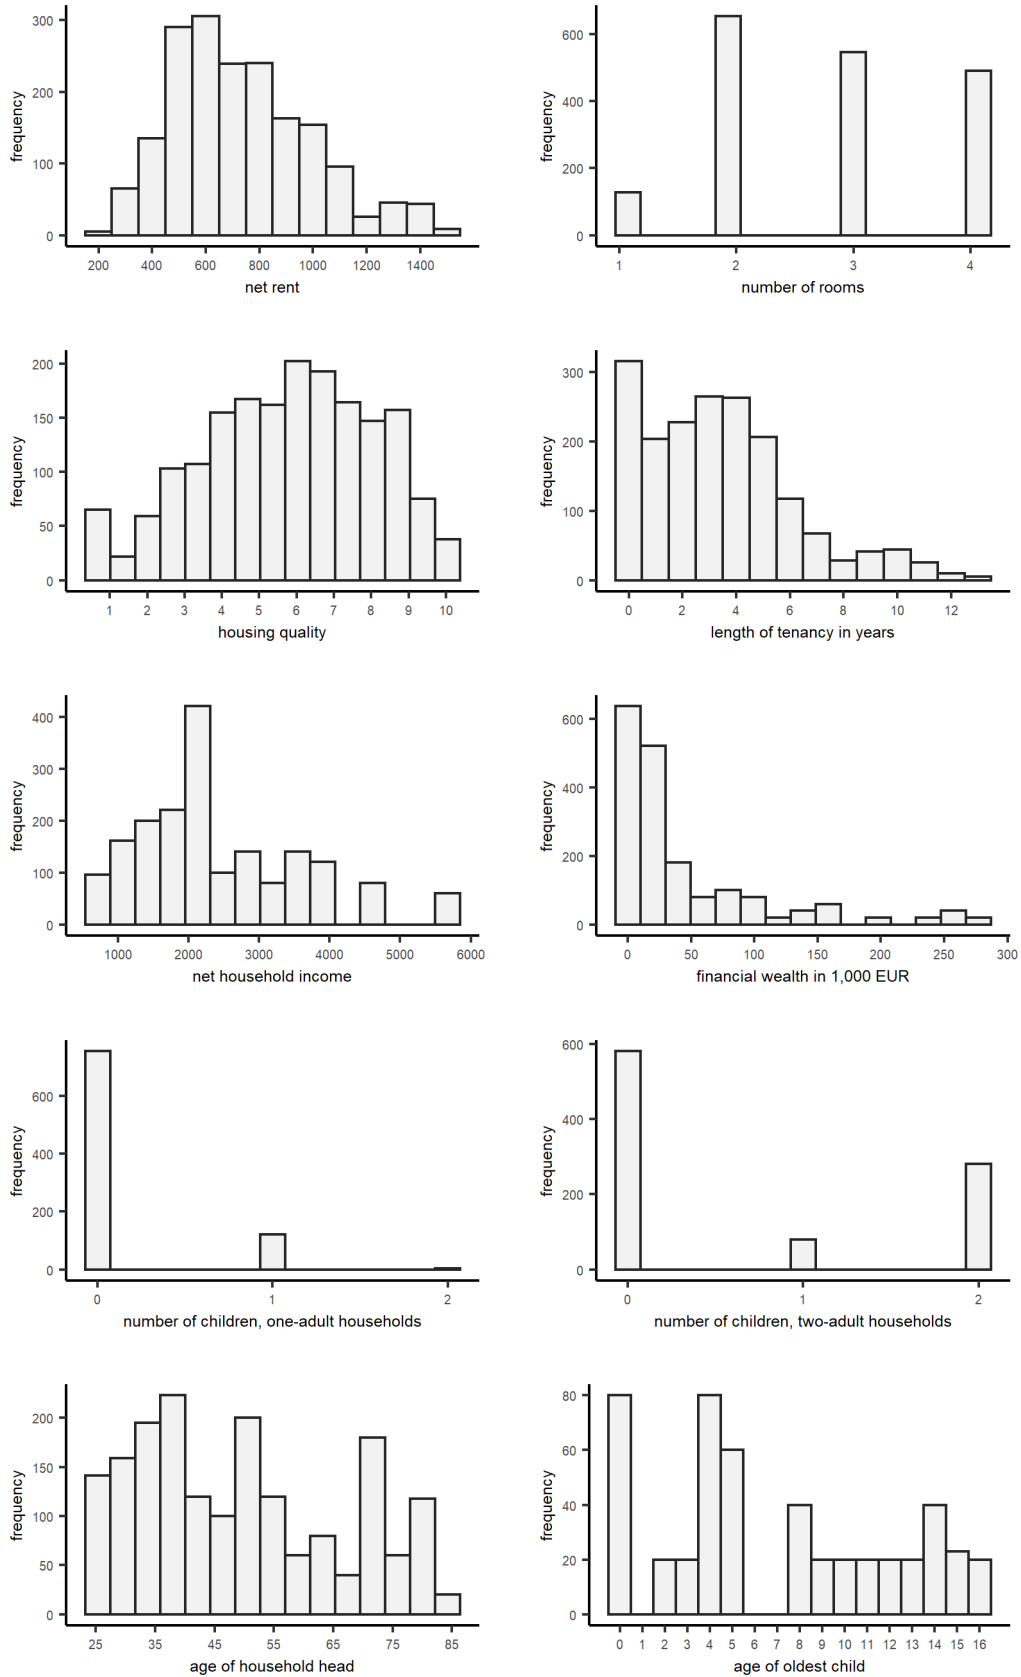 300
200
100
0
frequency
200 400 600 800 1000 1200 1400
net rent
600
400
200
0
frequency
1 2 3 4
number of rooms
200
150
100
50
0
frequency
1 2 3 4 5 6 7 8 9 10
housing quality
300
200
100
0
frequency
0 2 4 6 8 10 12
length of tenancy in years
400
300
200
100
0
frequency
1000 2000 3000 4000 5000 6000
net household income
600
400
200
0
frequency
0 50 100 150 200 250 300
financial wealth in 1,000 EUR
600
400
200
0
frequency
0 1 2
number of children, one-adult households
600
400
200
0
frequency
0 1 2
number of children, two-adult households
200
150
100
50
0
frequency
25 35 45 55 65 75 85
age of household head
80
60
40
20
0
frequency
0 1 2 3 4 5 6 7 8 9 10 11 12 13 14 15 16
age of oldest child